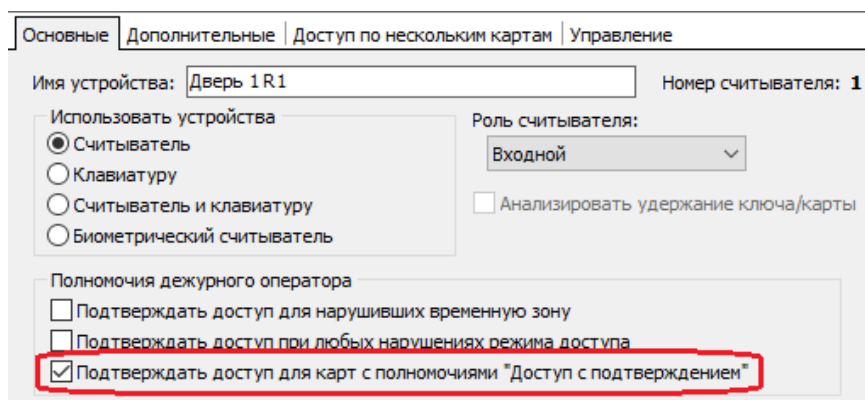 Основные Дополнительные Доступ по нескольким картам Управление
Имя устройства: Дверь 1R1 Номер считывателя: 1
Использовать устройства
Считыватель
Клавиатуру
Считыватель и клавиатуру
Биометрический считыватель
Роль считывателя:
Входной
Анализировать удержание ключа/карты
Полномочия дежурного оператора
Подтверждать доступ для нарушивших временную зону
Подтверждать доступ при любых нарушениях режима доступа
Подтверждать доступ для карт с полномочиями "Доступ с подтверждением"